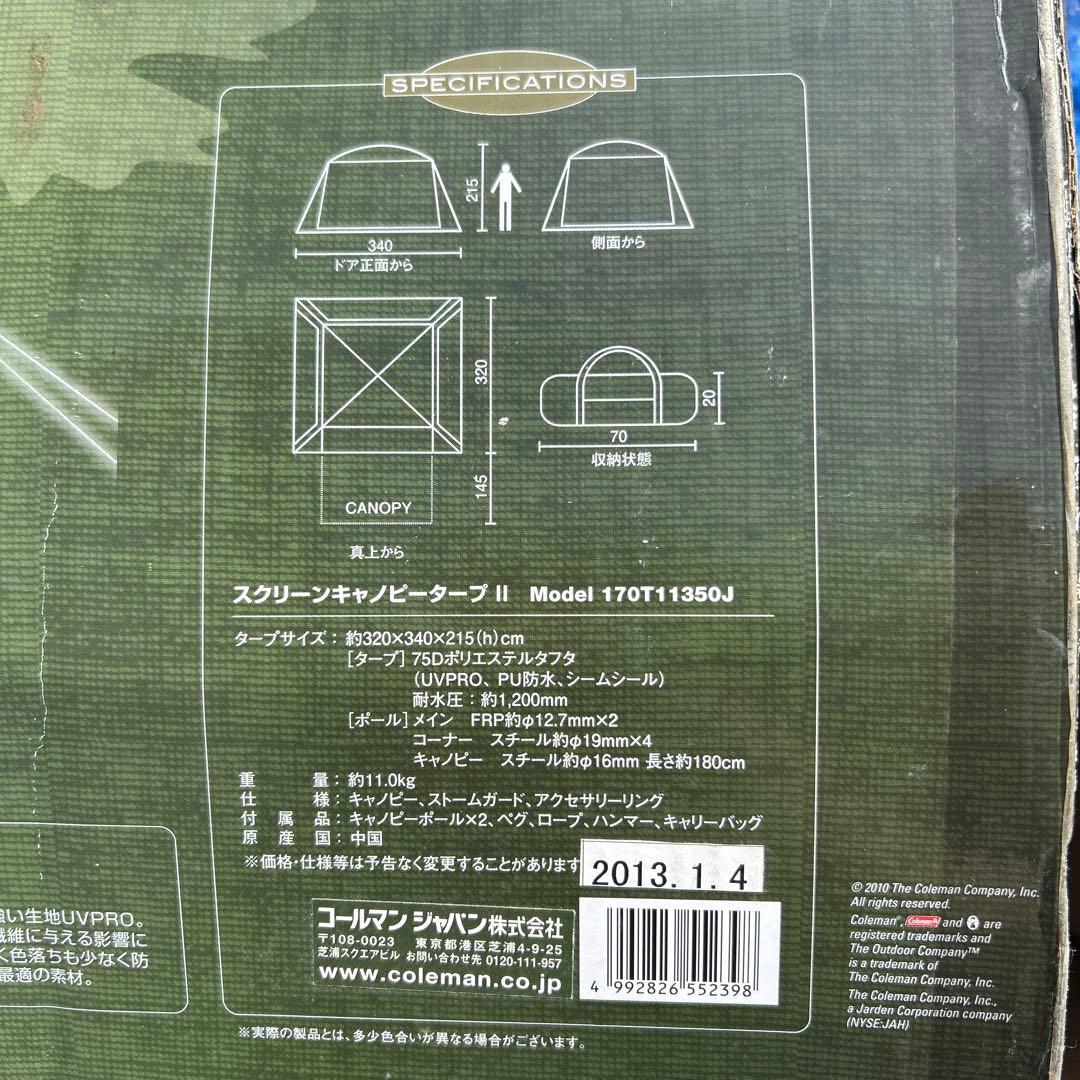 SPECIFICATIONS
215
340
ドア正面から
側面から
320
145
CANOPY
真上から
20
70
収納状態
スクリーンキャノピータープ II Model 170T11350J
タープサイズ：約320×340×215(h)cm
[タープ] 75Dポリエステルタフタ
(UVPRO、PU防水、シームシール)
耐水圧：約1,200mm
[ポール] メイン FRP約φ12.7mm×2
コーナー スチール約φ19mm×4
キャノピー スチール約φ16mm 長さ約180cm
重量：約11.0kg
仕様：キャノピー、ストームガード、アクセサリーリング
付属品：キャノピーポール×2、ペグ、ロープ、ハンマー、キャリーバッグ
原産国：中国
※価格・仕様等は予告なく変更することがあります
2013.1.4
コールマン ジャパン株式会社
〒108-0023 東京都港区芝浦4-9-25
芝浦スクエアビル お問い合わせ先 0120-111-957
www.coleman.co.jp
4 992826 552398
※実際の製品とは、多少色合いが異なる場合がございます。
強い生地UVPRO。
繊維に与える影響に
く色落ちも少なく防
最適の素材。
© 2010 The Coleman Company, Inc.
All rights reserved.
Coleman®, Coleman and are
registered trademarks and
The Outdoor Company™
is a trademark of
The Coleman Company, Inc.
The Coleman Company, Inc.,
a Jarden Corporation company
(NYSE:JAH)